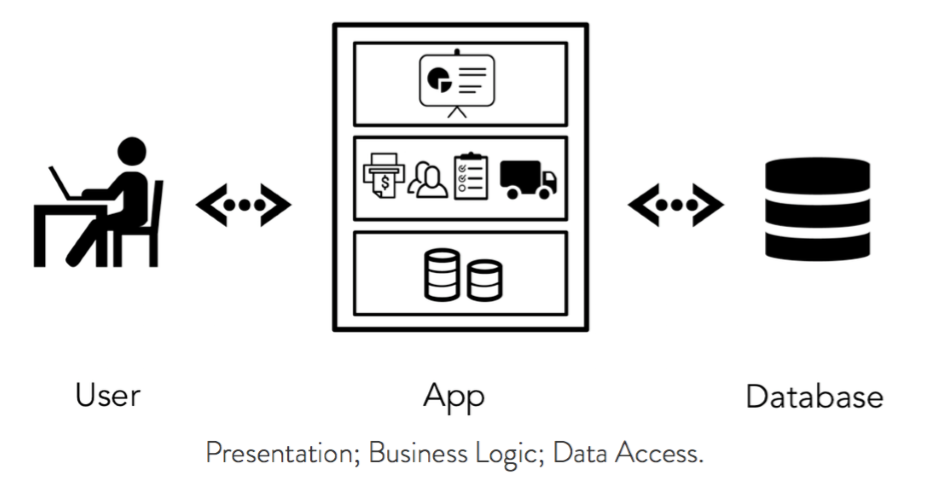 $
User
App
Database
Presentation; Business Logic; Data Access.